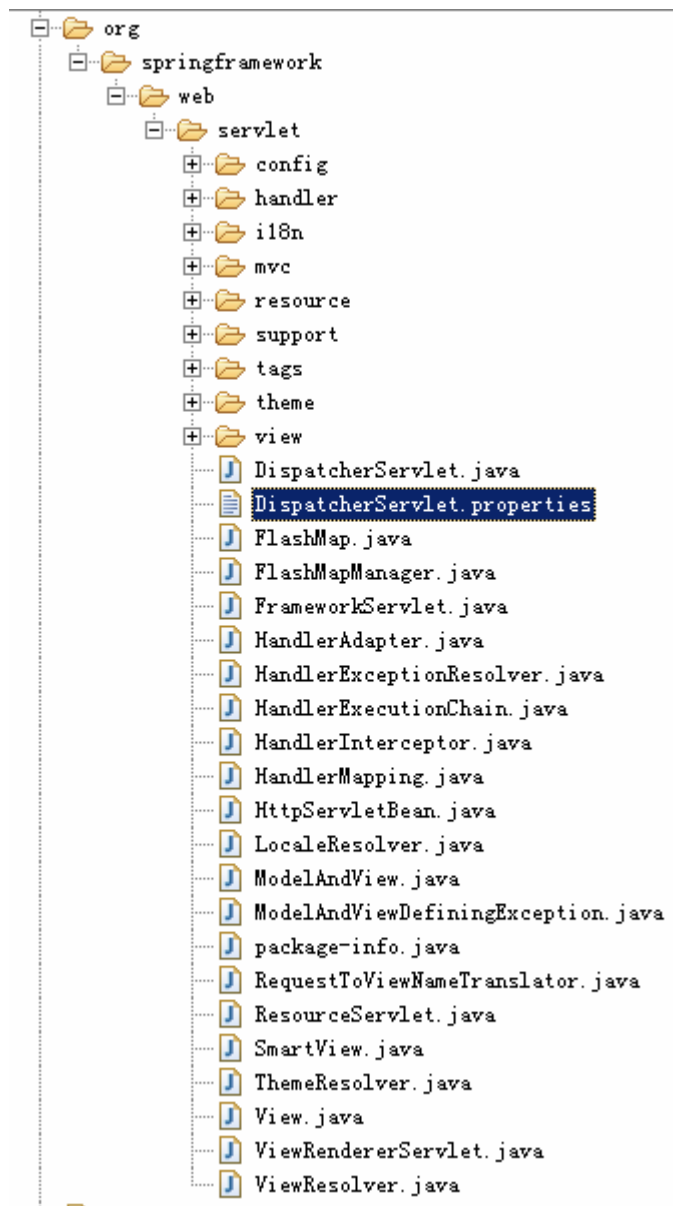 org
springframework
web
servlet
config
handler
i18n
mvc
resource
support
tags
theme
view
DispatcherServlet.java
DispatcherServlet.properties
FlashMap.java
FlashMapManager.java
FrameworkServlet.java
HandlerAdapter.java
HandlerExceptionResolver.java
HandlerExecutionChain.java
HandlerInterceptor.java
HandlerMapping.java
HttpServletBean.java
LocaleResolver.java
ModelAndView.java
ModelAndViewDefiningException.java
package-info.java
RequestToViewNameTranslator.java
ResourceServlet.java
SmartView.java
ThemeResolver.java
View.java
ViewRendererServlet.java
ViewResolver.java